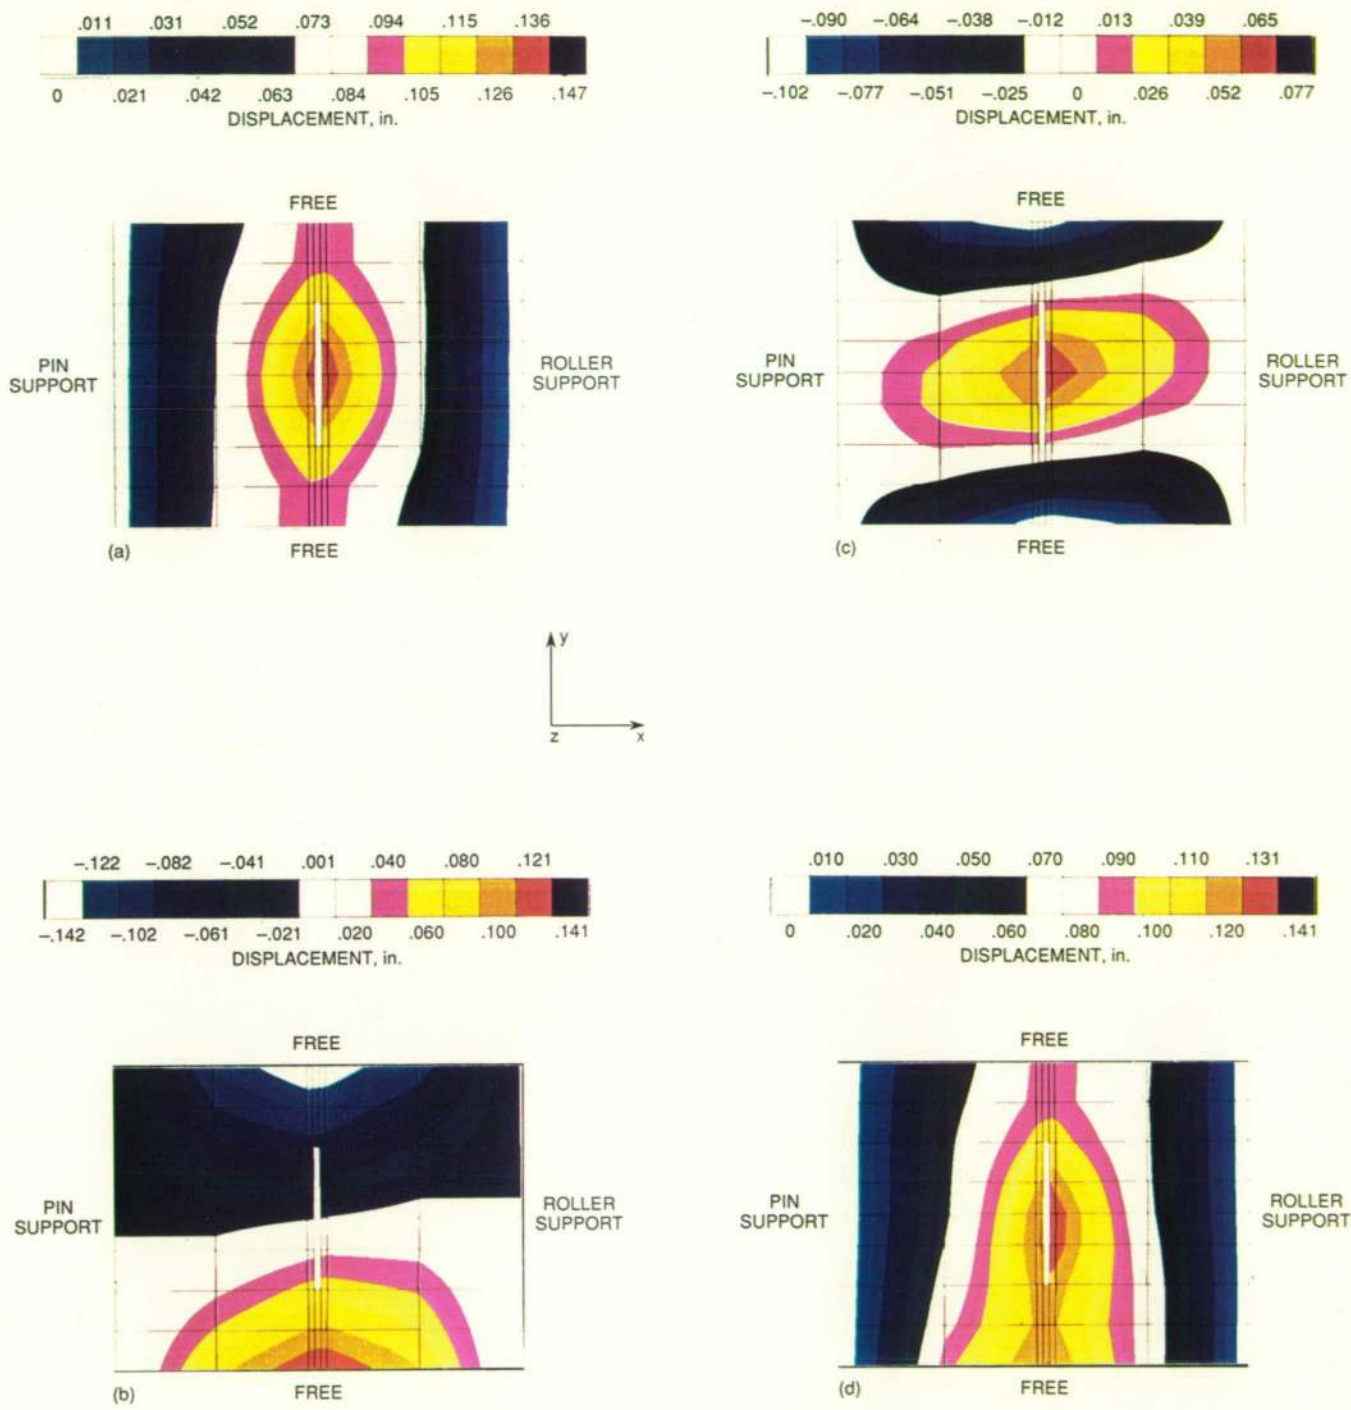 .011 .031 .052 .073 .094 .115 .136
0 .021 .042 .063 .084 .105 .126 .147
DISPLACEMENT, in.
FREE
PIN
SUPPORT
ROLLER
SUPPORT
(a)
FREE
–.090 –.064 –.038 –.012 .013 .039 .065
–.102 –.077 –.051 –.025 0 .026 .052 .077
DISPLACEMENT, in.
FREE
PIN
SUPPORT
ROLLER
SUPPORT
(c)
FREE
y
z x
–.122 –.082 –.041 .001 .040 .080 .121
–.142 –.102 –.061 –.021 .020 .060 .100 .141
DISPLACEMENT, in.
FREE
PIN
SUPPORT
ROLLER
SUPPORT
(b)
FREE
.010 .030 .050 .070 .090 .110 .131
0 .020 .040 .060 .080 .100 .120 .141
DISPLACEMENT, in.
FREE
PIN
SUPPORT
ROLLER
SUPPORT
(d)
FREE